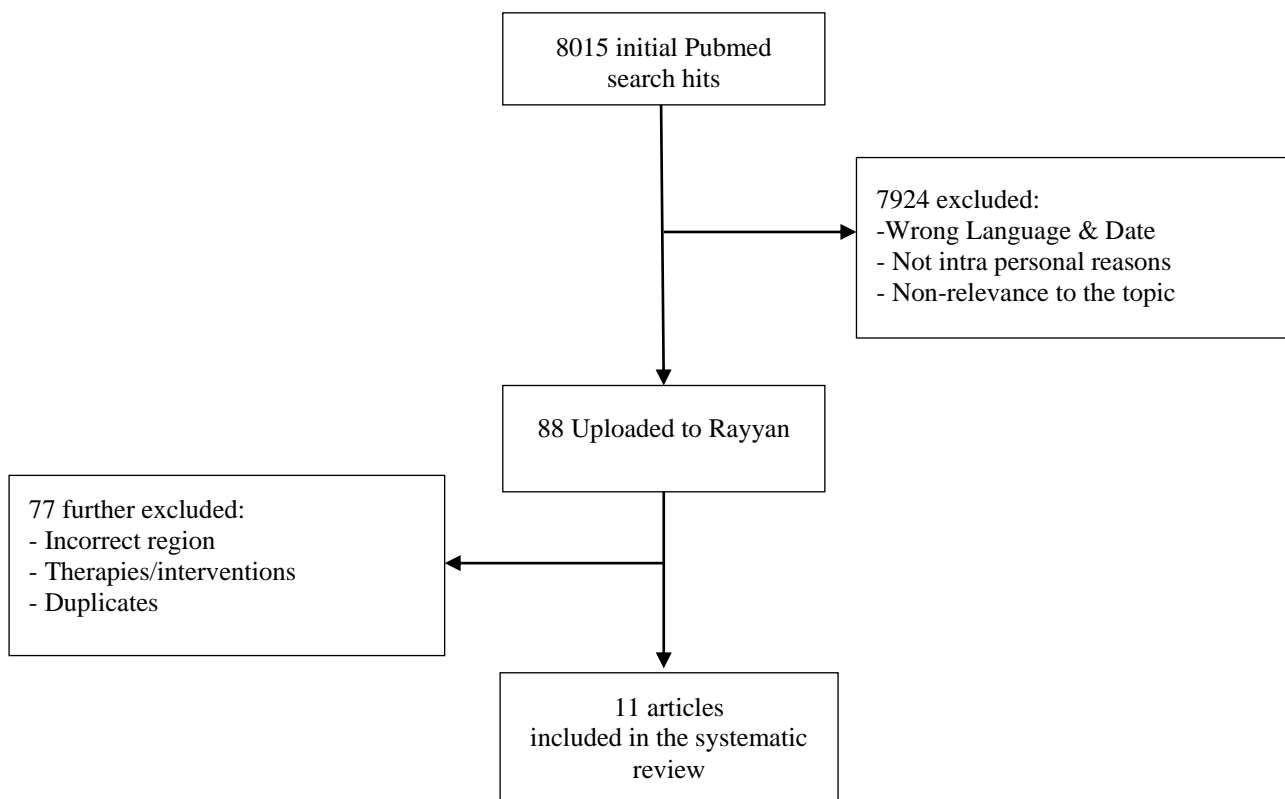 8015 initial Pubmed
search hits
7924 excluded:
-Wrong Language & Date
- Not intra personal reasons
- Non-relevance to the topic
88 Uploaded to Rayyan
77 further excluded:
- Incorrect region
- Therapies/interventions
- Duplicates
11 articles
included in the systematic
review